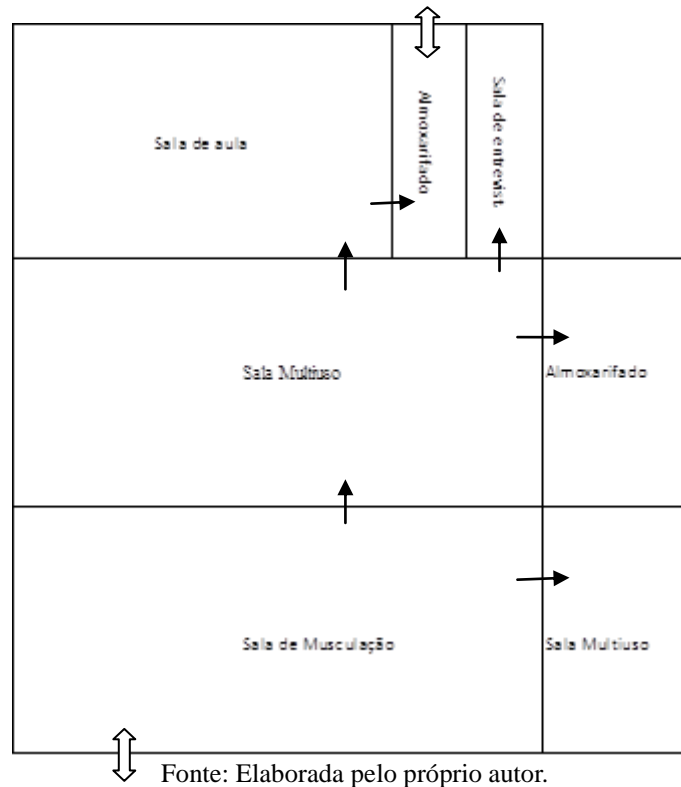 Sala de aula
Almoxarifado
Sala de entrevist.
Sala Multiuso
Almoxarifado
Sala de Musculação
Sala Multiuso
Fonte: Elaborada pelo próprio autor.